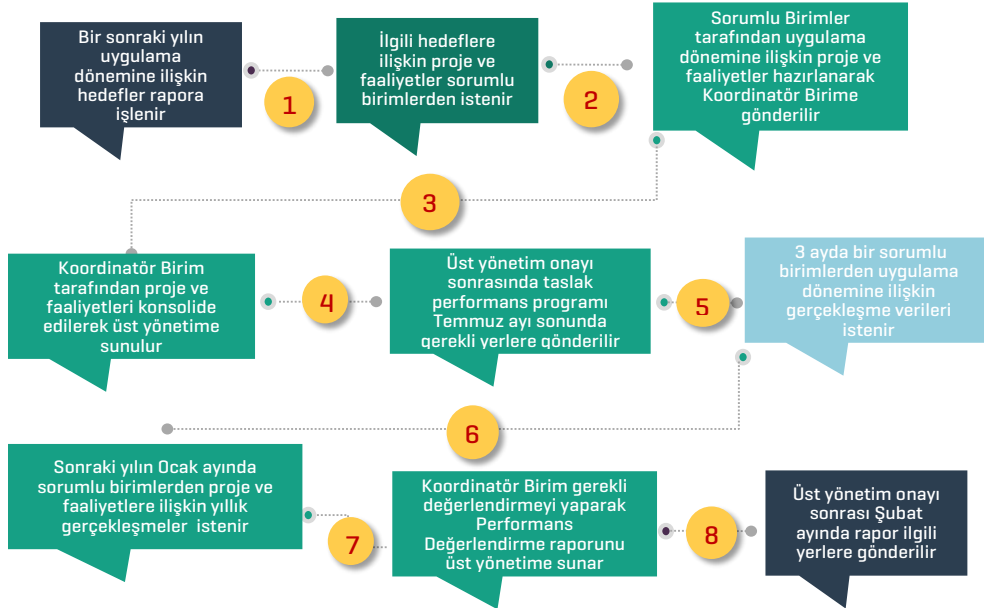 Bir sonraki yılın
uygulama
dönemine ilişkin
hedefler rapora
işlenir
1
İlgili hedeflere
ilişkin proje ve
faaliyetler sorumlu
birimlerden istenir
2
Sorumlu Birimler
tarafından uygulama
dönemine ilişkin proje ve
faaliyetler hazırlanarak
Koordinatör Birime
gönderilir
3
Koordinatör Birim
tarafından proje ve
faaliyetleri konsolide
edilerek üst yönetime
sunulur
4
Üst yönetim onayı
sonrasında taslak
performans programı
Temmuz ayı sonunda
gerekli yerlere gönderilir
5
3 ayda bir sorumlu
birimlerden uygulama
dönemine ilişkin
gerçekleşme verileri
istenir
6
Sonraki yılın Ocak ayında
sorumlu birimlerden proje ve
faaliyetlere ilişkin yıllık
gerçekleşmeler istenir
7
Koordinatör Birim gerekli
değerlendirmeyi yaparak
Performans
Değerlendirme raporunu
üst yönetime sunar
8
Üst yönetim onayı
sonrası Şubat
ayında rapor ilgili
yerlere gönderilir